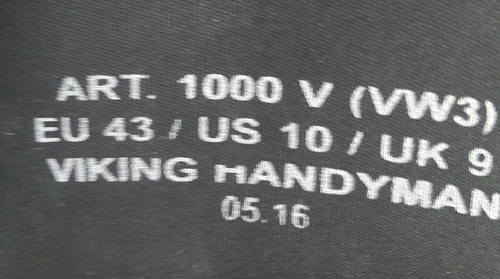 ART. 1000 V (VW3)
EU 43 / US 10 / UK 9
VIKING HANDYMAN
05.16